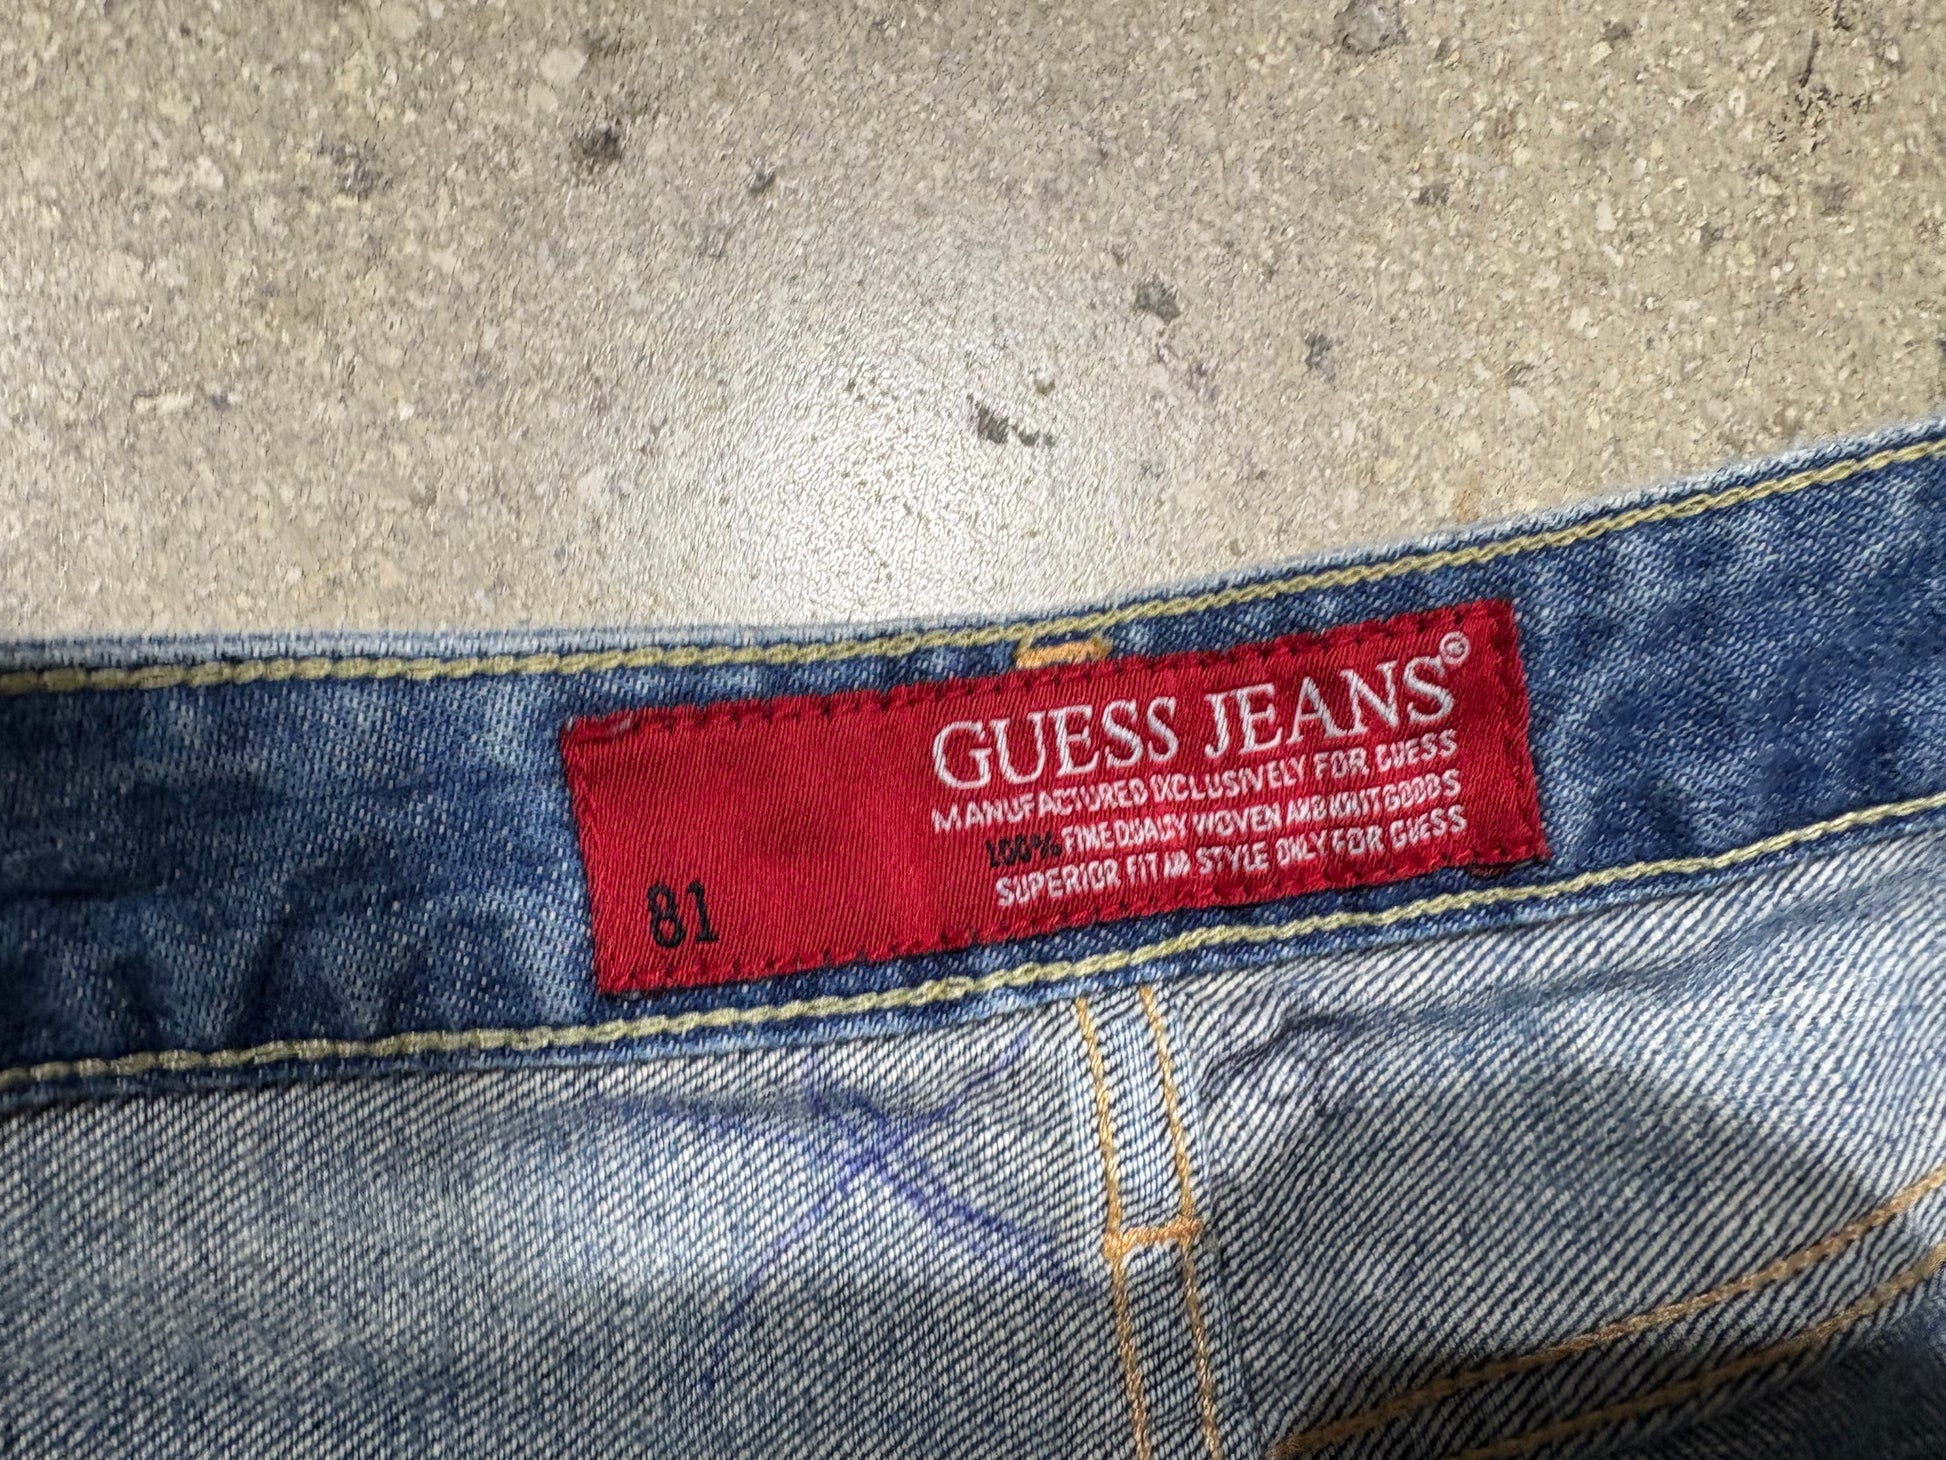 GUESS JEANS®
MANUFACTURED EXCLUSIVELY FOR GUESS
100% FINE QUALITY WOVEN AND KNIT GOODS
SUPERIOR FIT AND STYLE ONLY FOR GUESS
81